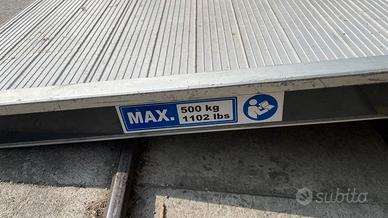 MAX. 500 kg
1102 lbs
subito